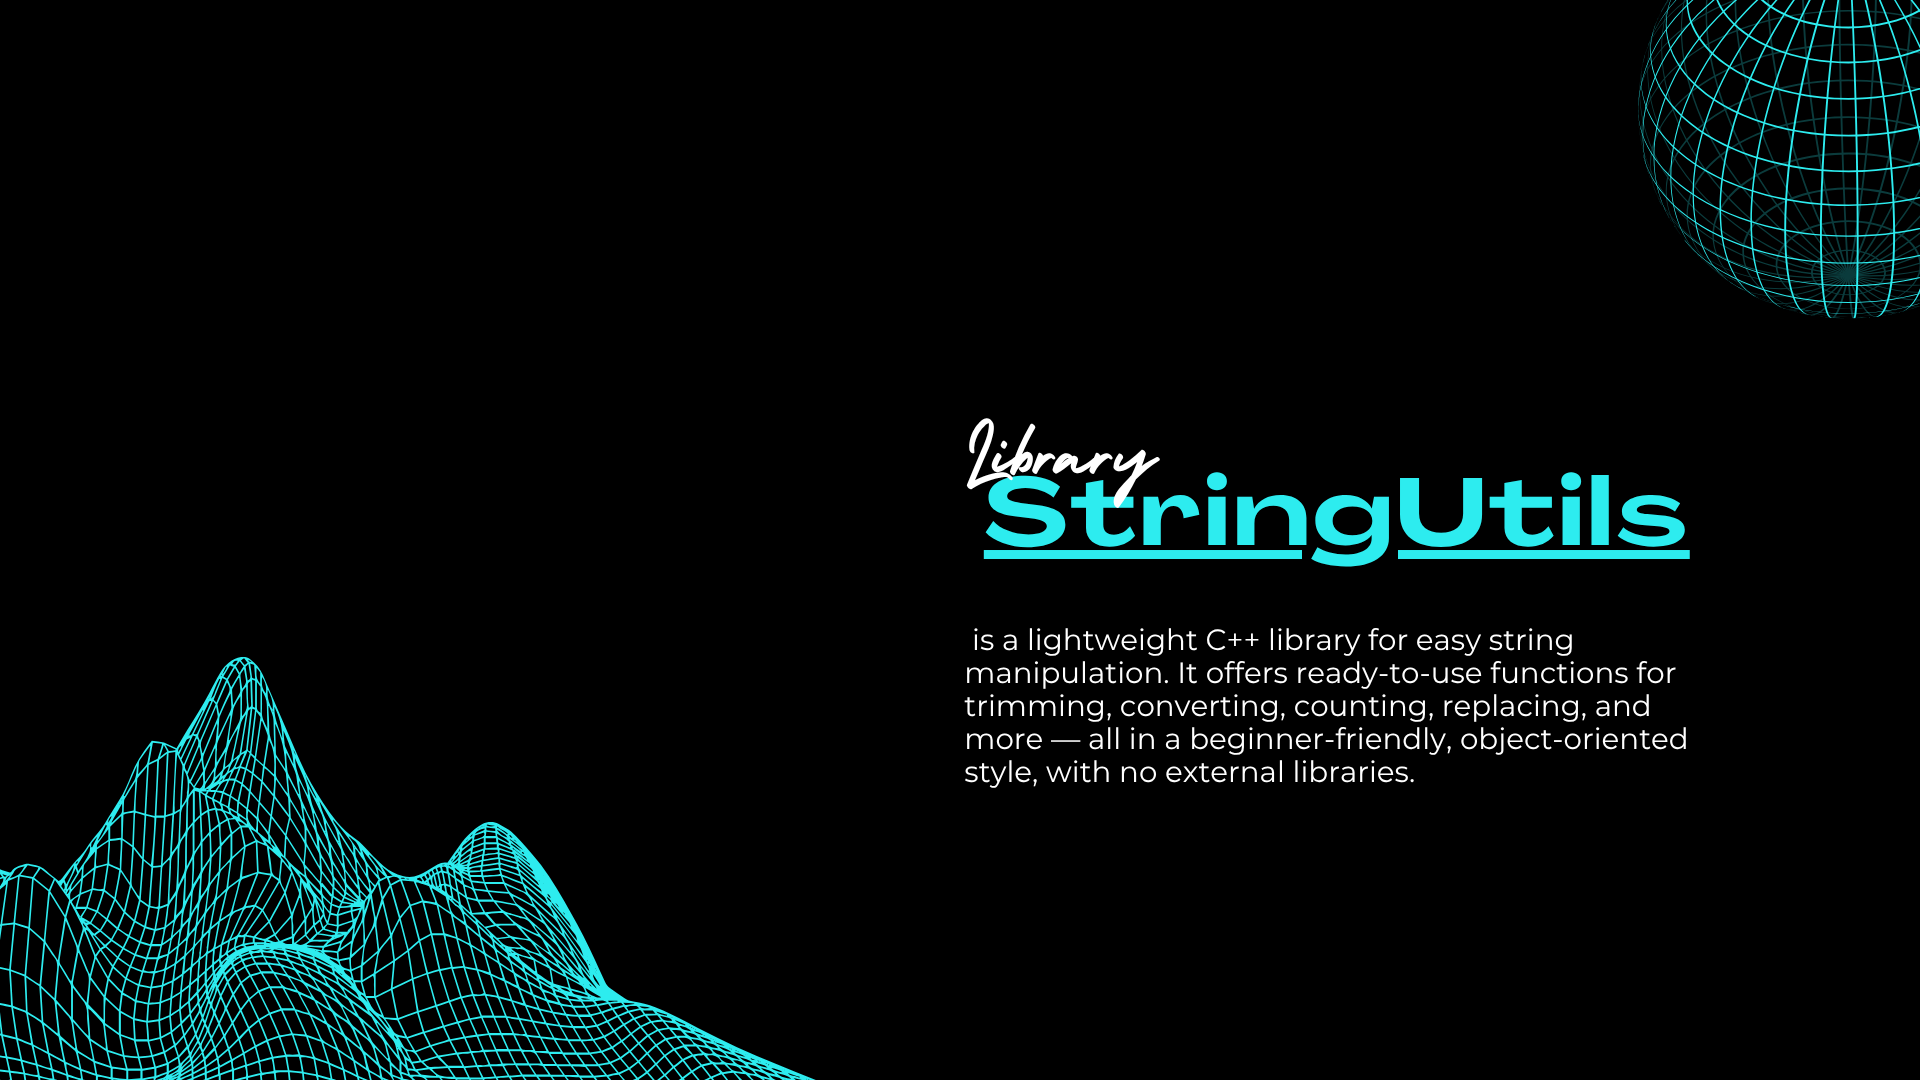 Library
StringUtils
is a lightweight C++ library for easy string
manipulation. It offers ready-to-use functions for
trimming, converting, counting, replacing, and
more — all in a beginner-friendly, object-oriented
style, with no external libraries.